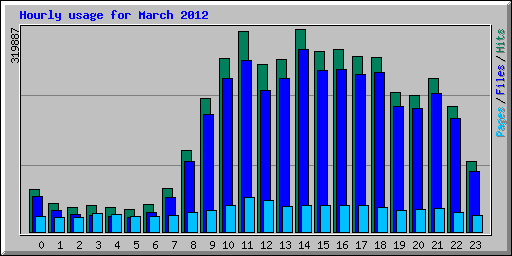 Hourly usage for March 2012
319887
Pages / Files / Hits
0 1 2 3 4 5 6 7 8 9 10 11 12 13 14 15 16 17 18 19 20 21 22 23